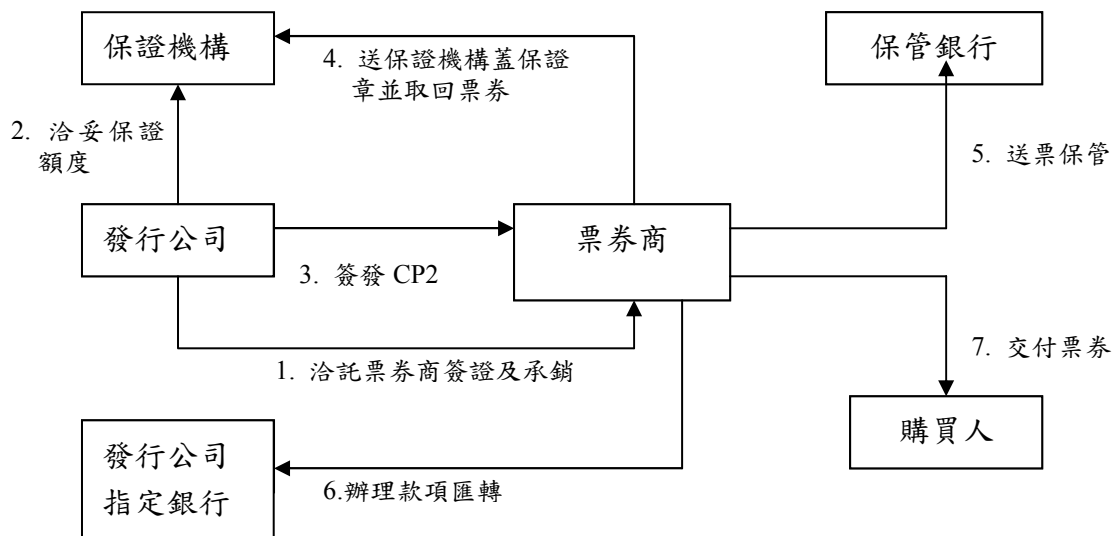 保證機構
4. 送保證機構蓋保證
章並取回票券
保管銀行
2. 洽妥保證
額度
5. 送票保管
發行公司
票券商
3. 簽發 CP2
1. 洽託票券商簽證及承銷
7. 交付票券
發行公司
指定銀行
6.辦理款項匯轉
購買人